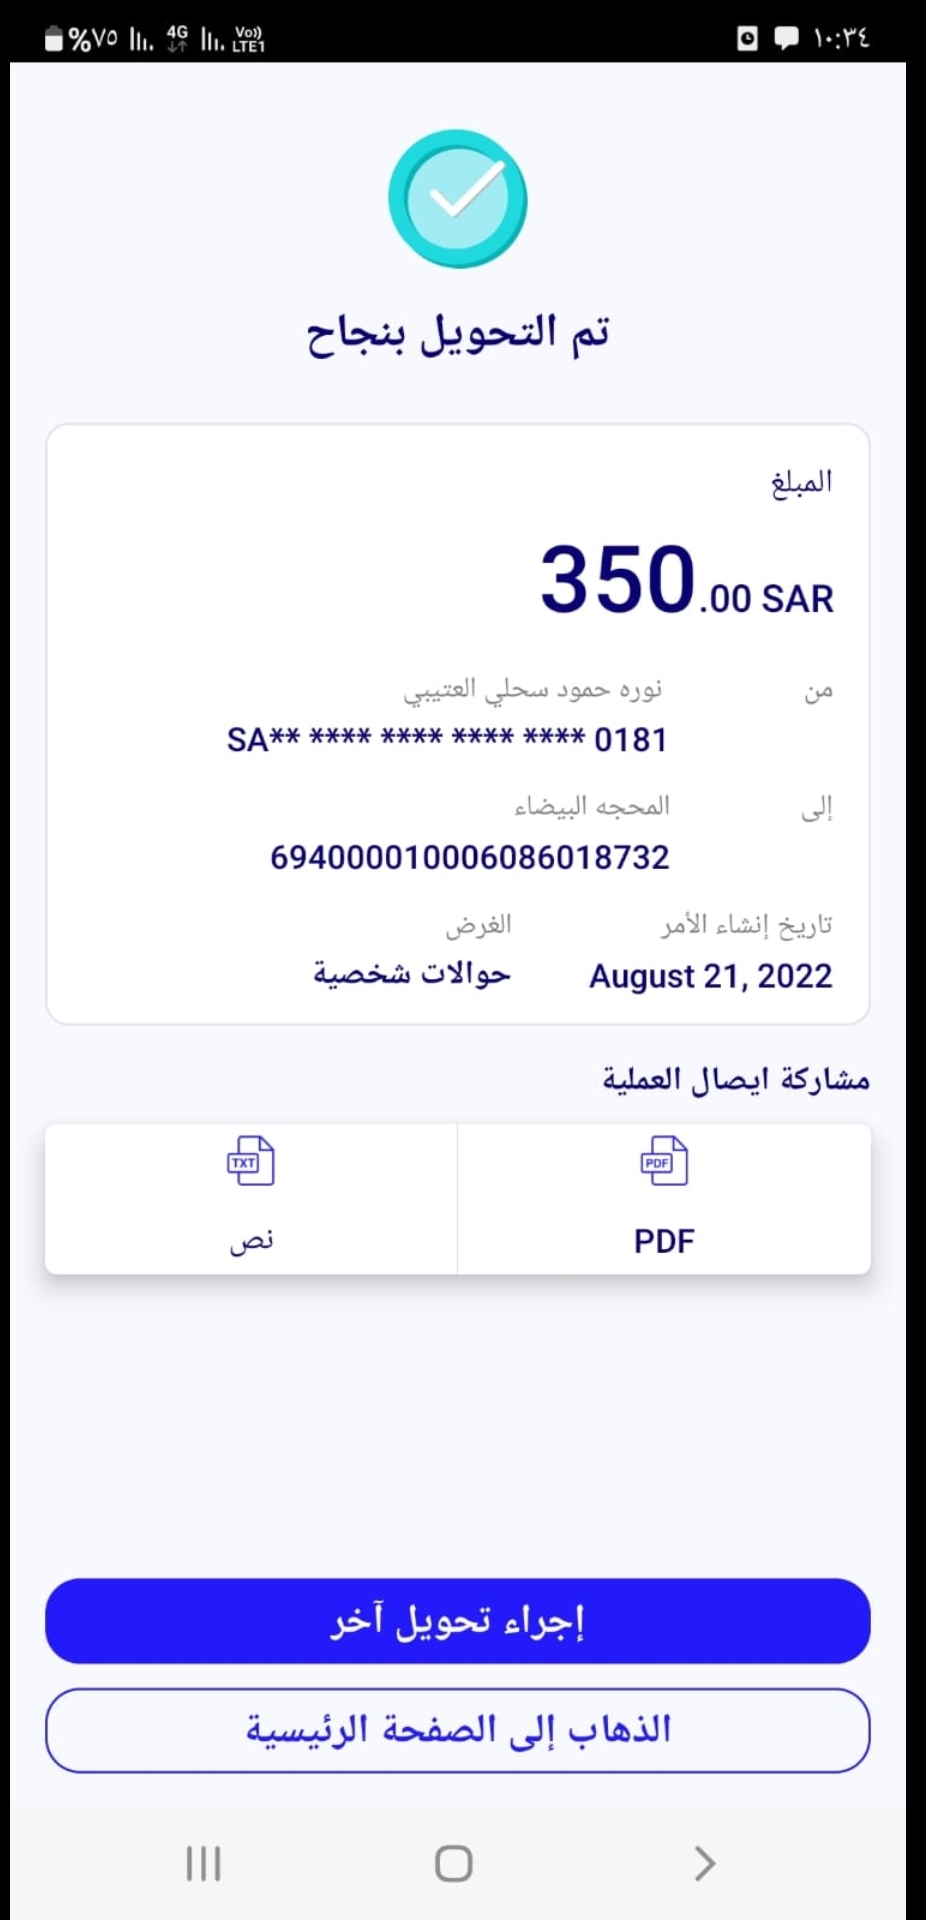 %٧٥ 4G Vo)) LTE1 ١٠:٣٤
تم التحويل بنجاح
المبلغ
350.00 SAR
من نوره حمود سحلي العتيبي
SA** **** **** **** **** 0181
إلى المحجه البيضاء
694000010006086018732
تاريخ إنشاء الأمر الغرض
August 21, 2022 حوالات شخصية
مشاركة ايصال العملية
PDF TXT
PDF نص
إجراء تحويل آخر
الذهاب إلى الصفحة الرئيسية